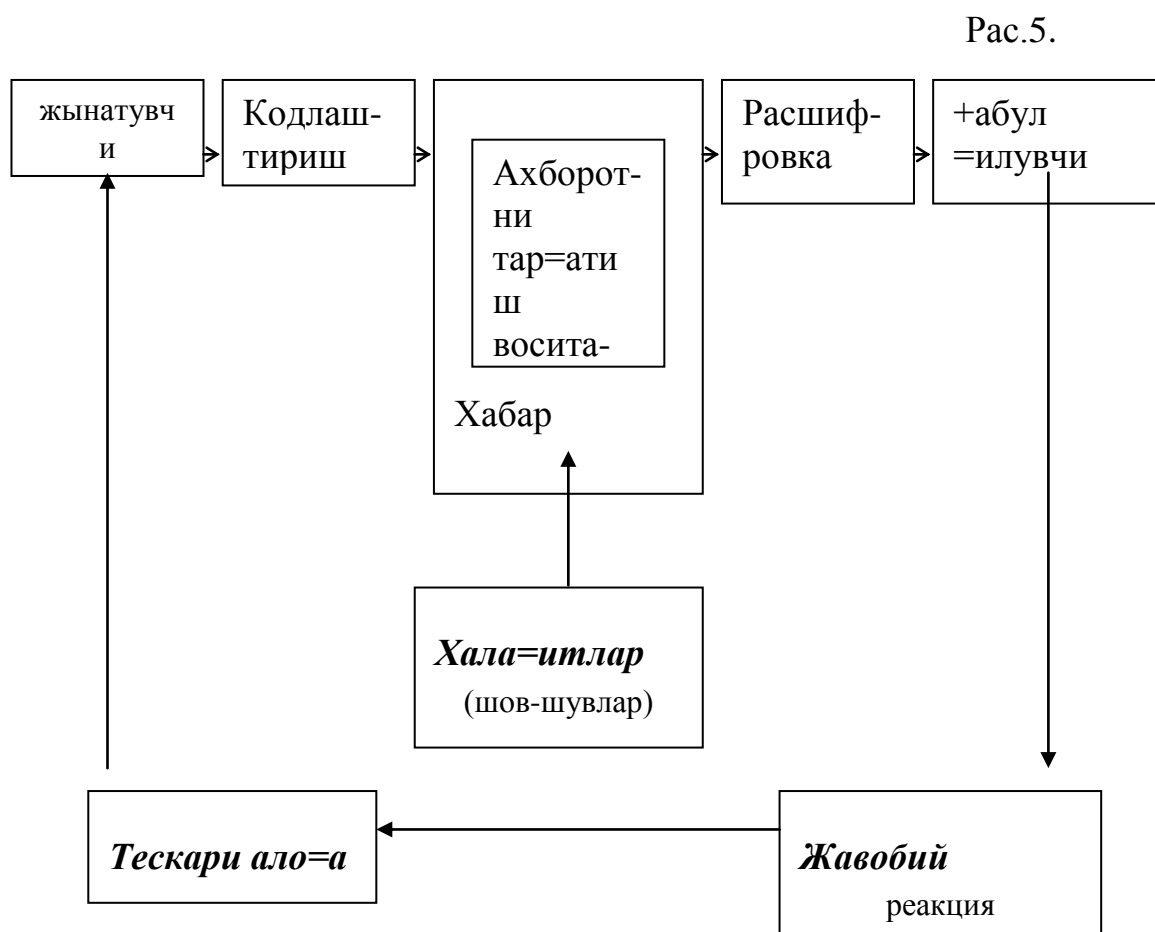 Рас.5.
жынатувч
и
Кодлаш-
тириш
Ахборот-
ни
тар=ати
ш
восита-
Хабар
Расшиф-
ровка
+абул
=илувчи
Хала=итлар
(шов-шувлар)
Тескари ало=а
Жавобий
реакция